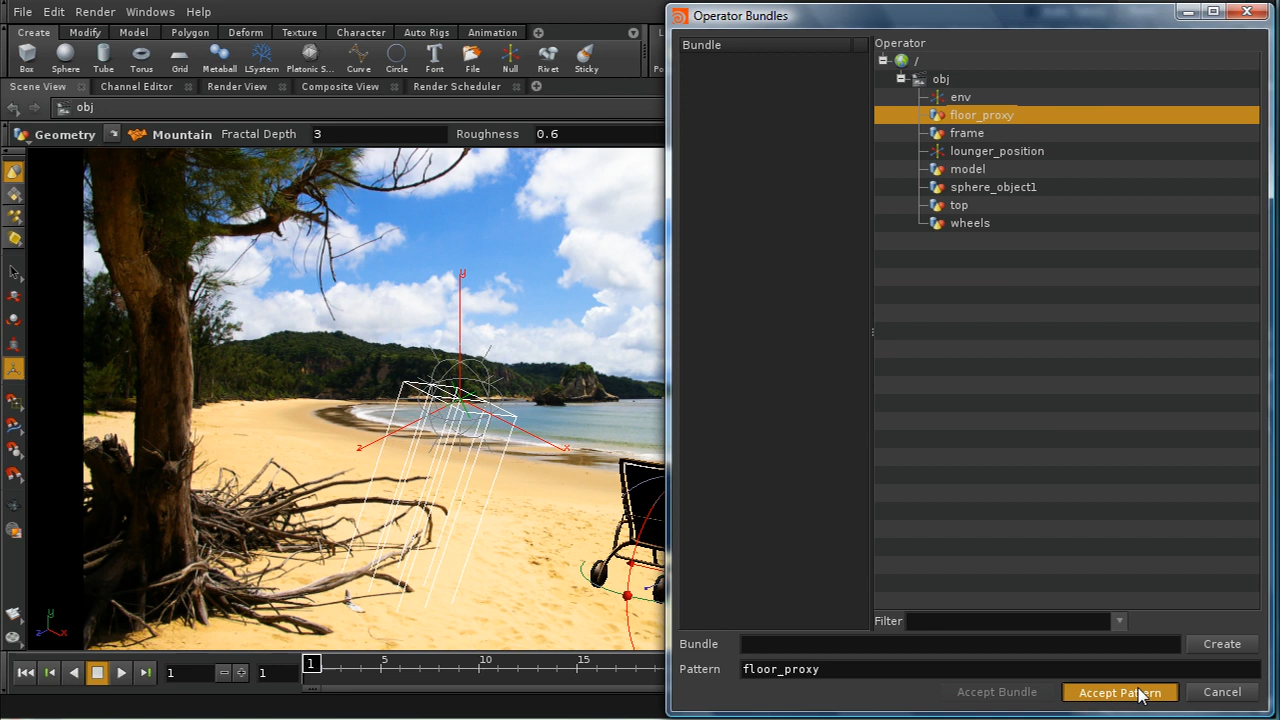 File Edit Render Windows Help
Create Modify Model Polygon Deform Texture Character Auto Rigs Animation
Box Sphere Tube Torus Grid Metaball LSystem Platonic S... Curve Circle Font File Null Rivet Sticky
Scene View Channel Editor Render View Composite View Render Scheduler
obj
Geometry Mountain Fractal Depth 3 Roughness 0.6
y
z
x
y
z
x
1 1 1 5 10 15
Operator Bundles
Bundle
Operator
/
obj
env
floor_proxy
frame
lounger_position
model
sphere_object1
top
wheels
Filter
Bundle Create
Pattern floor_proxy
Accept Bundle Accept Pattern Cancel